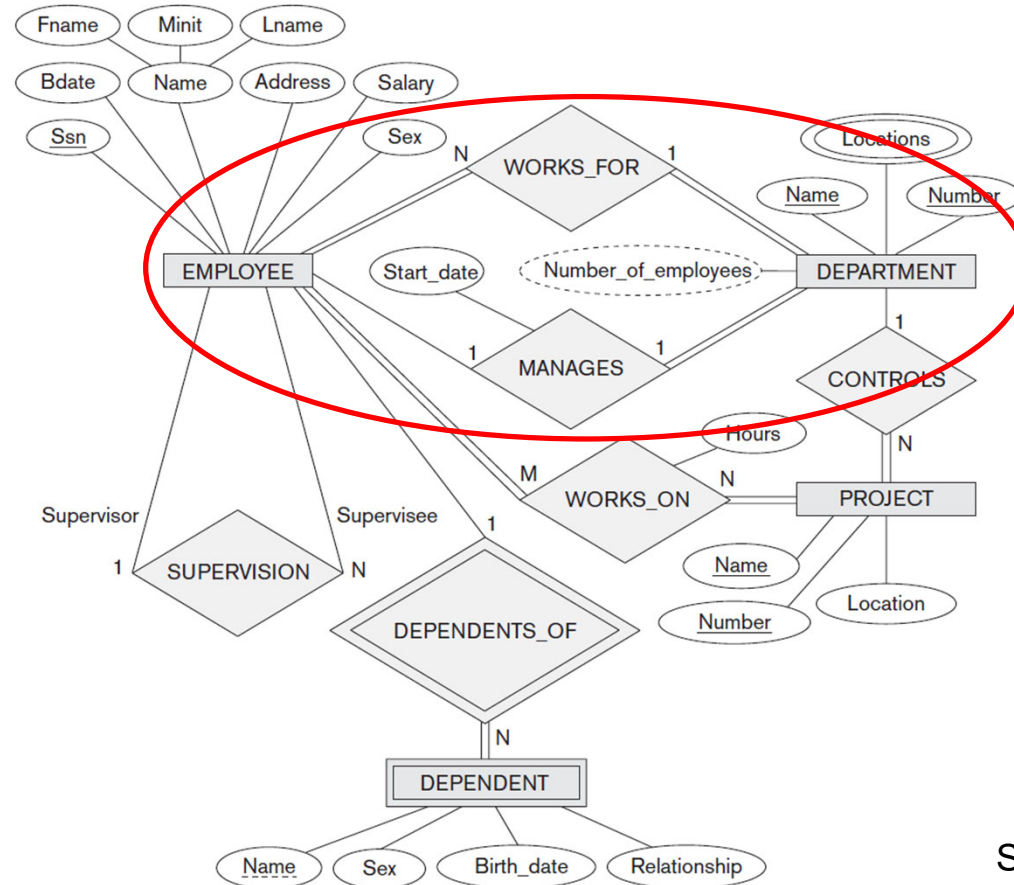 Fname Minit Lname
Bdate Name Address Salary
Ssn Sex Locations
N WORKS_FOR 1
Name Number
EMPLOYEE Start_date Number_of_employees DEPARTMENT
1 MANAGES 1 1
CONTROLS
Hours N
M WORKS_ON N PROJECT
Supervisor Supervisee 1
1 SUPERVISION N Name
Number Location
DEPENDENTS_OF
N
DEPENDENT
Name Sex Birth_date Relationship
S